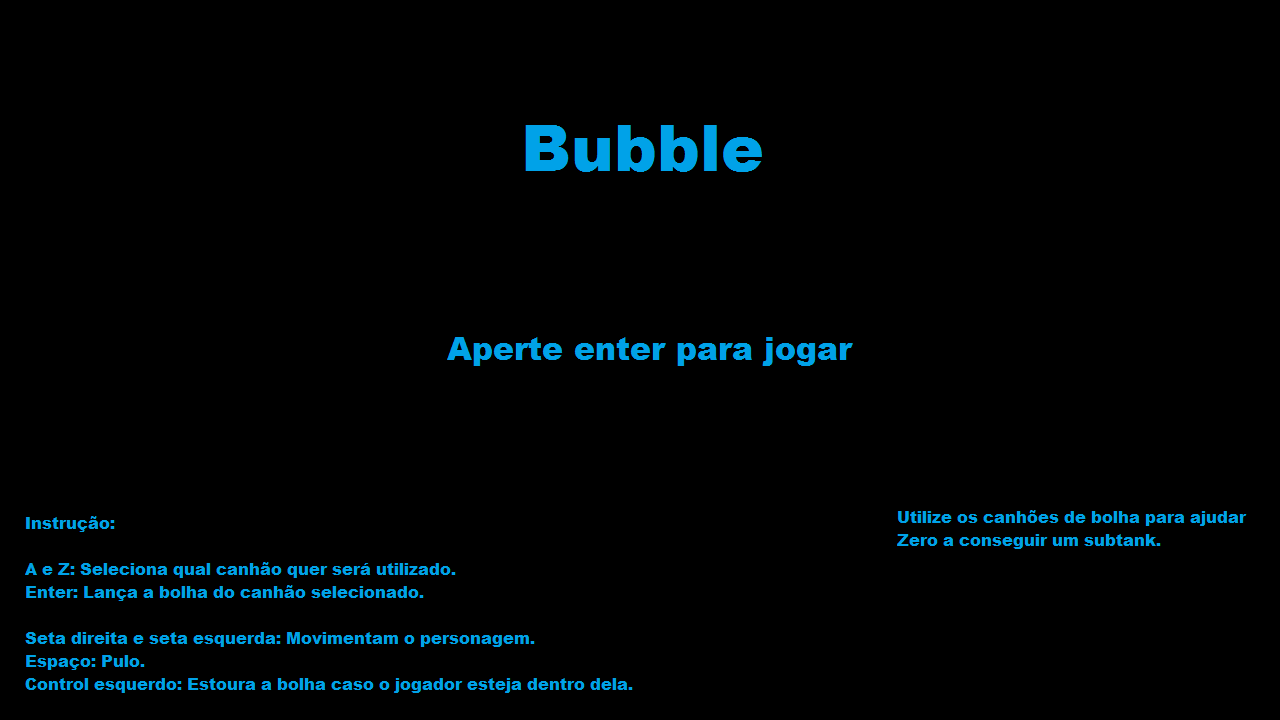 Bubble
Aperte enter para jogar
Instrução:
A e Z: Seleciona qual canhão quer será utilizado.
Enter: Lança a bolha do canhão selecionado.
Seta direita e seta esquerda: Movimentam o personagem.
Espaço: Pulo.
Control esquerdo: Estoura a bolha caso o jogador esteja dentro dela.
Utilize os canhões de bolha para ajudar
Zero a conseguir um subtank.